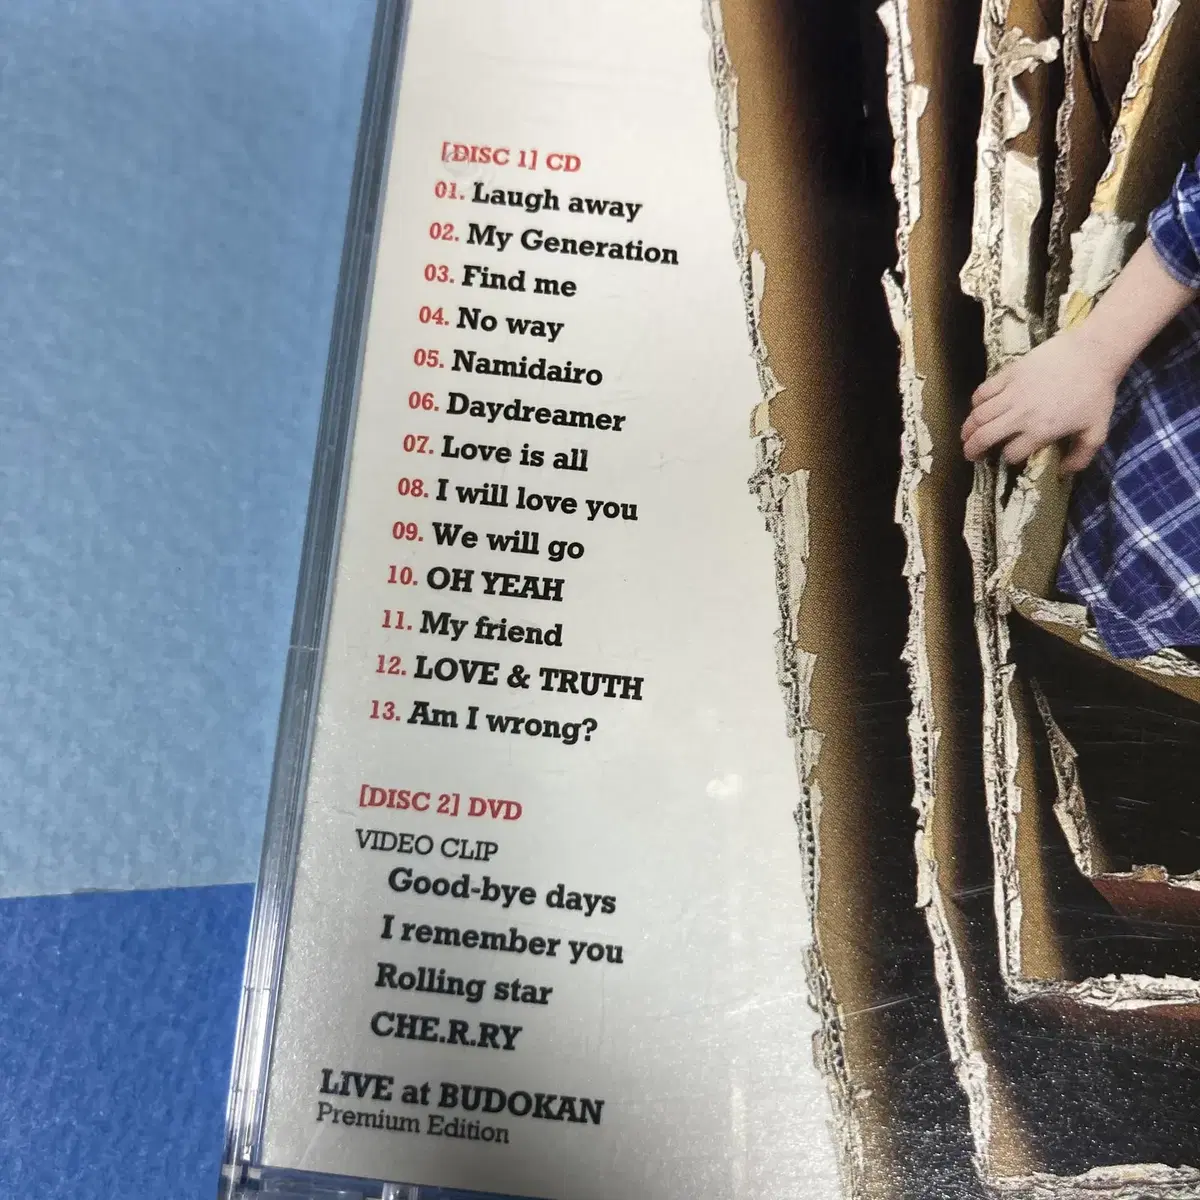 [DISC 1] CD
01. Laugh away
02. My Generation
03. Find me
04. No way
05. Namidairo
06. Daydreamer
07. Love is all
08. I will love you
09. We will go
10. OH YEAH
11. My friend
12. LOVE & TRUTH
13. Am I wrong?
[DISC 2] DVD
VIDEO CLIP
Good-bye days
I remember you
Rolling star
CHE.R.RY
LIVE at BUDOKAN
Premium Edition